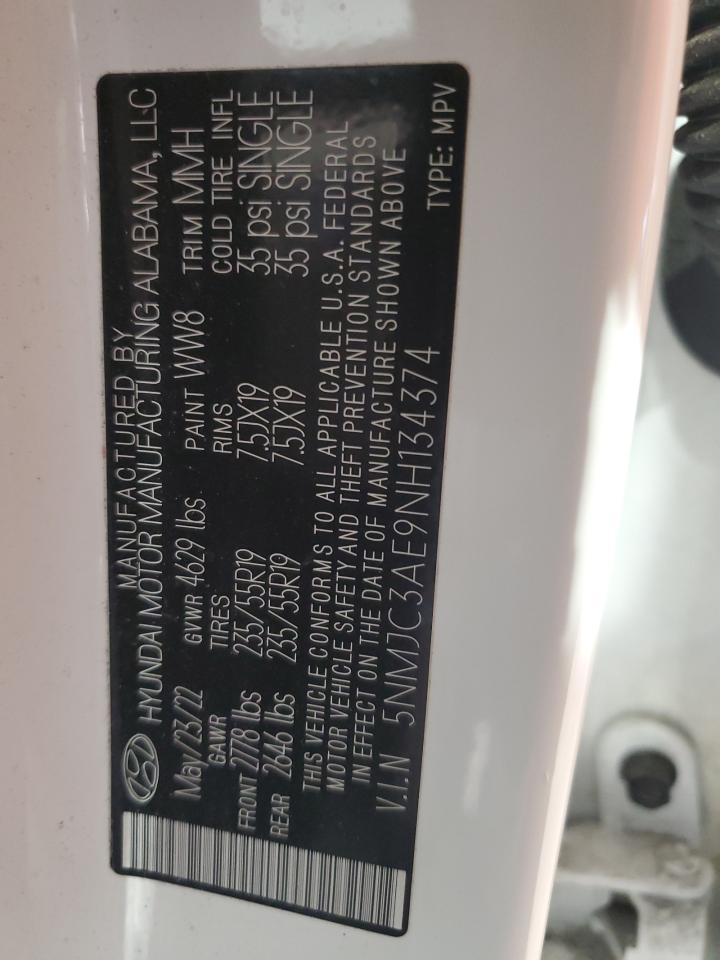 MANUFACTURED BY
HYUNDAI MOTOR MANUFACTURING ALABAMA, LLC
May/23/22 GVWR 4629 lbs PAINT WW8 TRIM MMH
GAWR TIRES RIMS COLD TIRE INFL
FRONT 2778 lbs 235/55R19 7.5JX19 35 psi SINGLE
REAR 2646 lbs 235/55R19 7.5JX19 35 psi SINGLE
THIS VEHICLE CONFORMS TO ALL APPLICABLE U.S.A. FEDERAL
MOTOR VEHICLE SAFETY AND THEFT PREVENTION STANDARDS
IN EFFECT ON THE DATE OF MANUFACTURE SHOWN ABOVE
V.I.N 5NMJC3AE9NH134374
TYPE: MPV